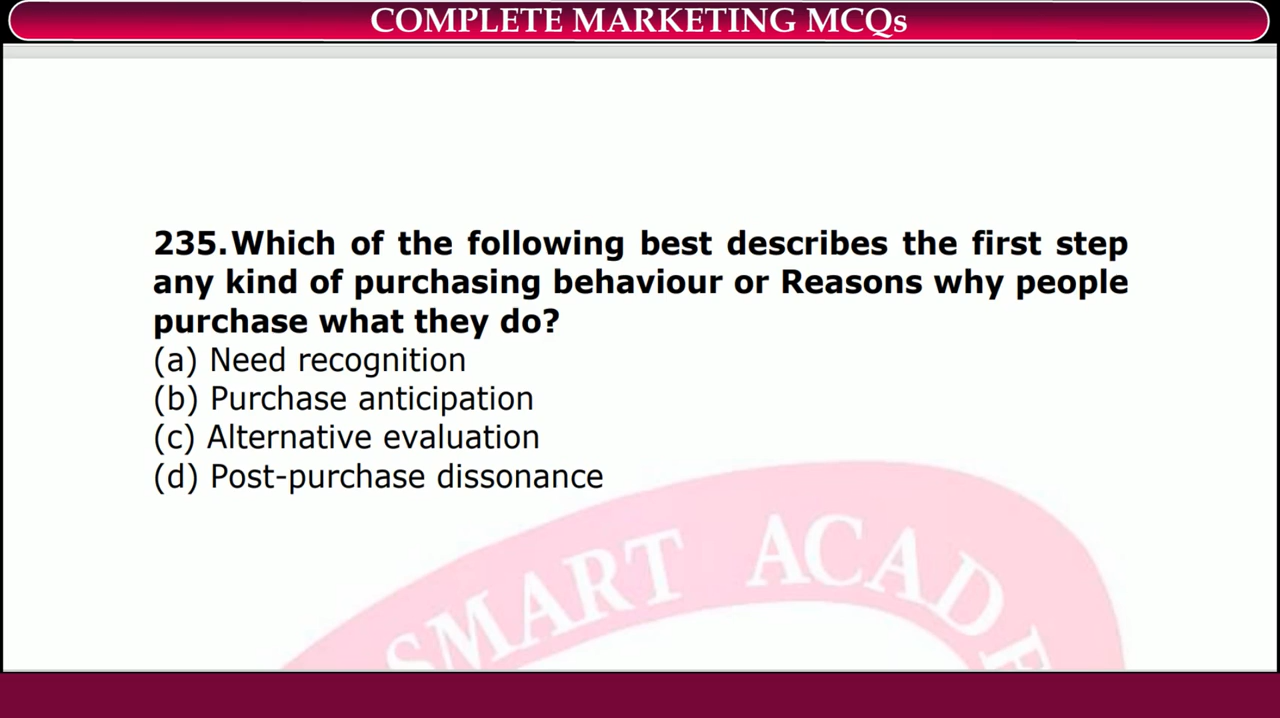 COMPLETE MARKETING MCQs
235.Which of the following best describes the first step
any kind of purchasing behaviour or Reasons why people
purchase what they do?
(a) Need recognition
(b) Purchase anticipation
(c) Alternative evaluation
(d) Post-purchase dissonance
SMART ACADE